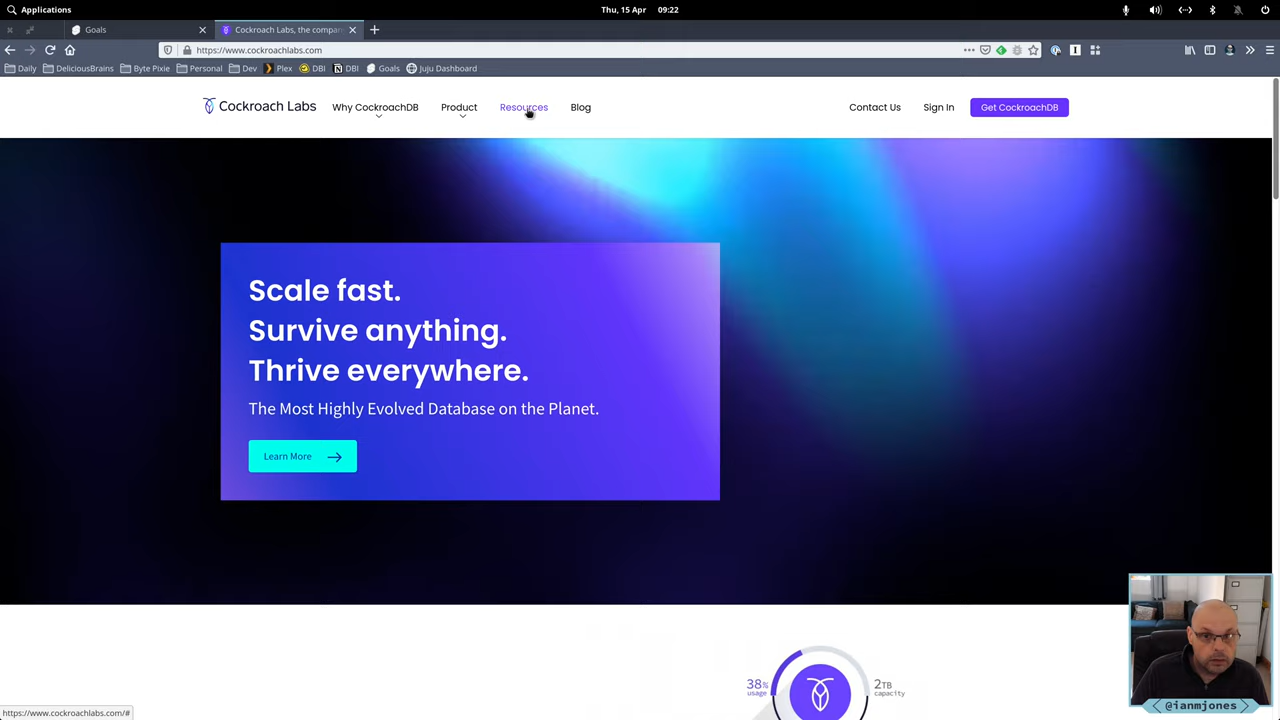 Applications
Thu, 15 Apr 09:22
Goals
Cockroach Labs, the compan
https://www.cockroachlabs.com
Daily
DeliciousBrains
Byte Pixie
Personal
Dev
Plex
DBI
DBI
Goals
Juju Dashboard
Cockroach Labs
Why CockroachDB
Product
Resources
Blog
Contact Us
Sign In
Get CockroachDB
Scale fast.
Survive anything.
Thrive everywhere.
The Most Highly Evolved Database on the Planet.
Learn More
38%
usage
2TB
capacity
https://www.cockroachlabs.com/#
@ianmjones